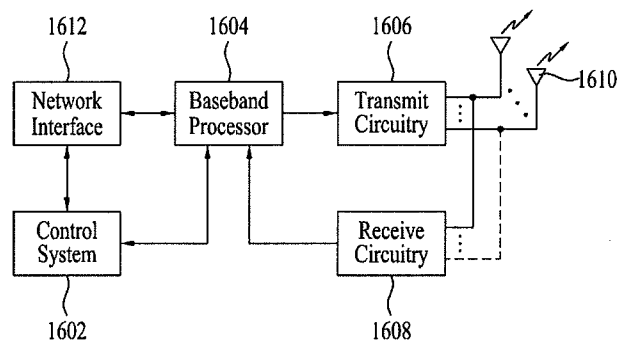 1612
1604
1606
Network
Interface
Baseband
Processor
Transmit
Circuitry
1610
Control
System
Receive
Circuitry
1602
1608